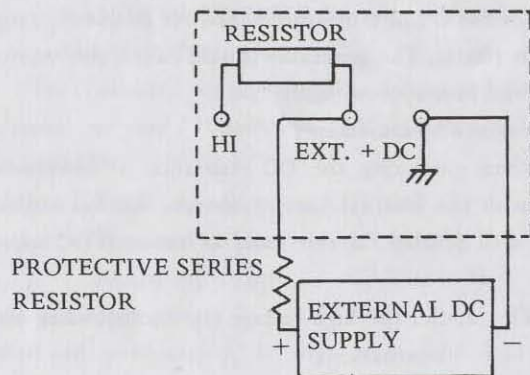 RESISTOR
HI
EXT. + DC
PROTECTIVE SERIES
RESISTOR
EXTERNAL DC
+ SUPPLY −